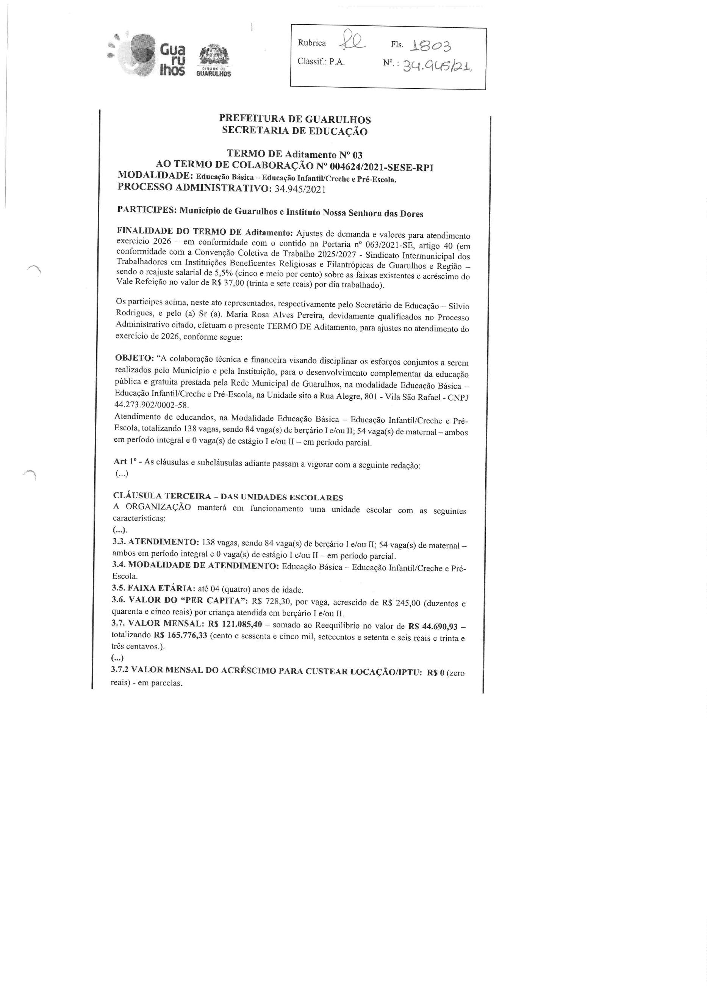 Gua
ru
lhos
CIDADE DE
GUARULHOS
Rubrica
Fls. 1803
Classif.: P.A.
Nº. : 34.945/21.
PREFEITURA DE GUARULHOS
SECRETARIA DE EDUCAÇÃO
TERMO DE Aditamento Nº 03
AO TERMO DE COLABORAÇÃO Nº 004624/2021-SESE-RPI
MODALIDADE: Educação Básica – Educação Infantil/Creche e Pré-Escola.
PROCESSO ADMINISTRATIVO: 34.945/2021
PARTICIPES: Município de Guarulhos e Instituto Nossa Senhora das Dores
FINALIDADE DO TERMO DE Aditamento: Ajustes de demanda e valores para atendimento
exercício 2026 – em conformidade com o contido na Portaria nº 063/2021-SE, artigo 40 (em
conformidade com a Convenção Coletiva de Trabalho 2025/2027 - Sindicato Intermunicipal dos
Trabalhadores em Instituições Beneficentes Religiosas e Filantrópicas de Guarulhos e Região –
sendo o reajuste salarial de 5,5% (cinco e meio por cento) sobre as faixas existentes e acréscimo do
Vale Refeição no valor de R$ 37,00 (trinta e sete reais) por dia trabalhado).
Os participes acima, neste ato representados, respectivamente pelo Secretário de Educação – Silvio
Rodrigues, e pelo (a) Sr (a). Maria Rosa Alves Pereira, devidamente qualificados no Processo
Administrativo citado, efetuam o presente TERMO DE Aditamento, para ajustes no atendimento do
exercício de 2026, conforme segue:
OBJETO: “A colaboração técnica e financeira visando disciplinar os esforços conjuntos a serem
realizados pelo Município e pela Instituição, para o desenvolvimento complementar da educação
pública e gratuita prestada pela Rede Municipal de Guarulhos, na modalidade Educação Básica –
Educação Infantil/Creche e Pré-Escola, na Unidade sito a Rua Alegre, 801 - Vila São Rafael - CNPJ
44.273.902/0002-58.
Atendimento de educandos, na Modalidade Educação Básica – Educação Infantil/Creche e Pré-
Escola, totalizando 138 vagas, sendo 84 vaga(s) de berçário I e/ou II; 54 vaga(s) de maternal – ambos
em período integral e 0 vaga(s) de estágio I e/ou II – em período parcial.
Art 1º - As cláusulas e subcláusulas adiante passam a vigorar com a seguinte redação:
(...)
CLÁUSULA TERCEIRA – DAS UNIDADES ESCOLARES
A ORGANIZAÇÃO manterá em funcionamento uma unidade escolar com as seguintes
características:
(...).
3.3. ATENDIMENTO: 138 vagas, sendo 84 vaga(s) de berçário I e/ou II; 54 vaga(s) de maternal –
ambos em período integral e 0 vaga(s) de estágio I e/ou II – em período parcial.
3.4. MODALIDADE DE ATENDIMENTO: Educação Básica – Educação Infantil/Creche e Pré-
Escola.
3.5. FAIXA ETÁRIA: até 04 (quatro) anos de idade.
3.6. VALOR DO “PER CAPITA”: R$ 728,30, por vaga, acrescido de R$ 245,00 (duzentos e
quarenta e cinco reais) por criança atendida em berçário I e/ou II.
3.7. VALOR MENSAL: R$ 121.085,40 – somado ao Reequilíbrio no valor de R$ 44.690,93 –
totalizando R$ 165.776,33 (cento e sessenta e cinco mil, setecentos e setenta e seis reais e trinta e
três centavos.).
(...)
3.7.2 VALOR MENSAL DO ACRÉSCIMO PARA CUSTEAR LOCAÇÃO/IPTU: R$ 0 (zero
reais) - em parcelas.